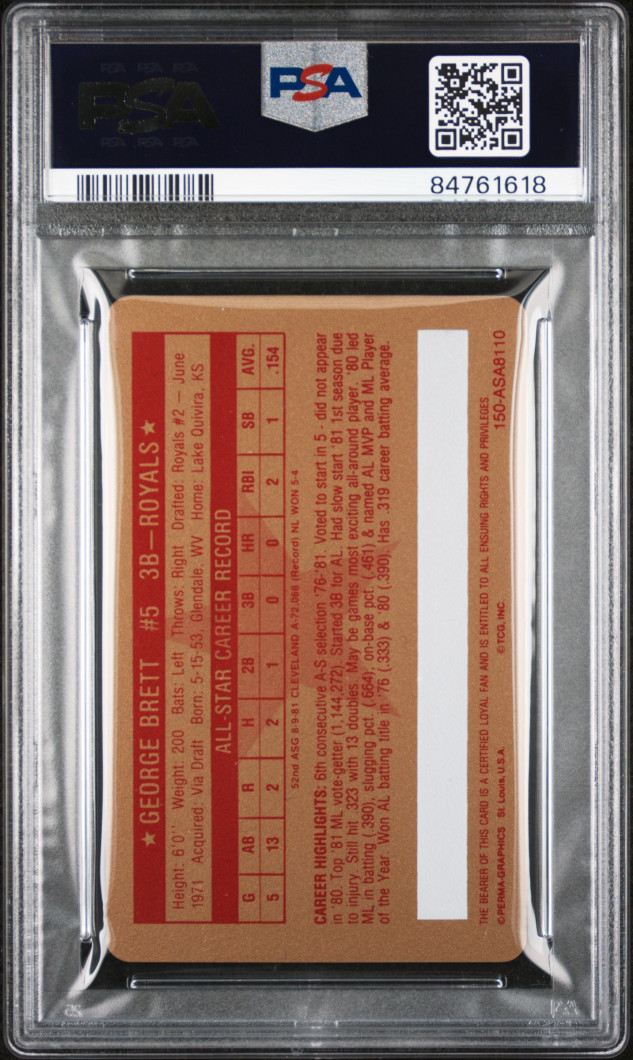 PSA PSA PSA
PSA
PSA PSA PSA
PSA
84761618
★ GEORGE BRETT #5 3B—ROYALS ★
Height: 6'0" Weight: 200 Bats: Left Throws: Right Drafted: Royals #2 — June
1971 Acquired: Via Draft Born: 5-15-53, Glendale, WV Home: Lake Quivira, KS
ALL-STAR CAREER RECORD
G AB R H 2B 3B HR RBI SB AVG.
5 13 2 2 1 0 0 2 1 .154
52nd ASG 8-9-81 CLEVELAND A-72,068 (Record) NL WON 5-4
CAREER HIGHLIGHTS: 6th consecutive A-S selection '76-'81. Voted to start in 5 - did not appear
in '80. Top '81 ML vote-getter (1,144,272). Started 3B for AL. Had slow start '81 1st season due
to injury. Still hit .323 with 13 doubles. May be games most exciting all-around player. '80 led
ML in batting (.390), slugging pct. (.664), on-base pct. (.461) & named AL MVP and ML Player
of the Year. Won AL batting title in '76 (.333) & '80 (.390). Has .319 career batting average.
THE BEARER OF THIS CARD IS A CERTIFIED LOYAL FAN AND IS ENTITLED TO ALL ENSUING RIGHTS AND PRIVILEGES
©PERMA-GRAPHICS St. Louis, U.S.A. ©TCG, INC. 150-ASA8110